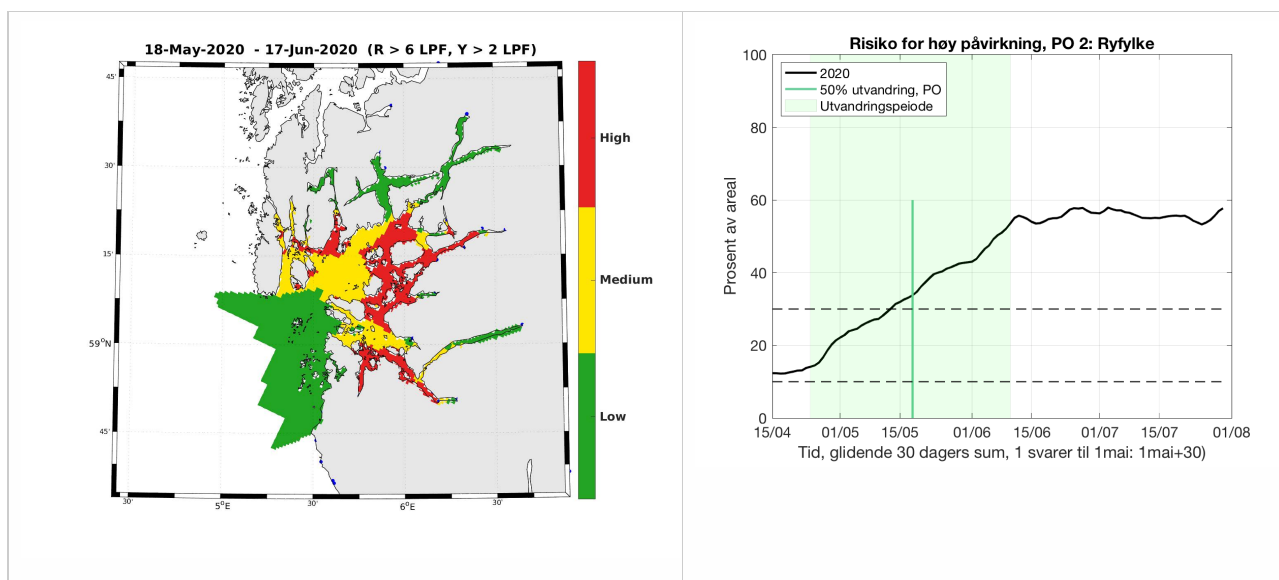 18-May-2020 - 17-Jun-2020 (R > 6 LPF, Y > 2 LPF)
45'
30'
15'
59°N
45'
30'
5°E
30'
6°E
High
Medium
Low
Risiko for høy påvirkning, PO 2: Ryfylke
2020
50% utvandring, PO
Utvandringspeiode
Prosent av areal
100
80
60
40
20
0
15/04 01/05 15/05 01/06 15/06 01/07 15/07 01/08
Tid, glidende 30 dagers sum, 1 svarer til 1mai: 1mai+30)